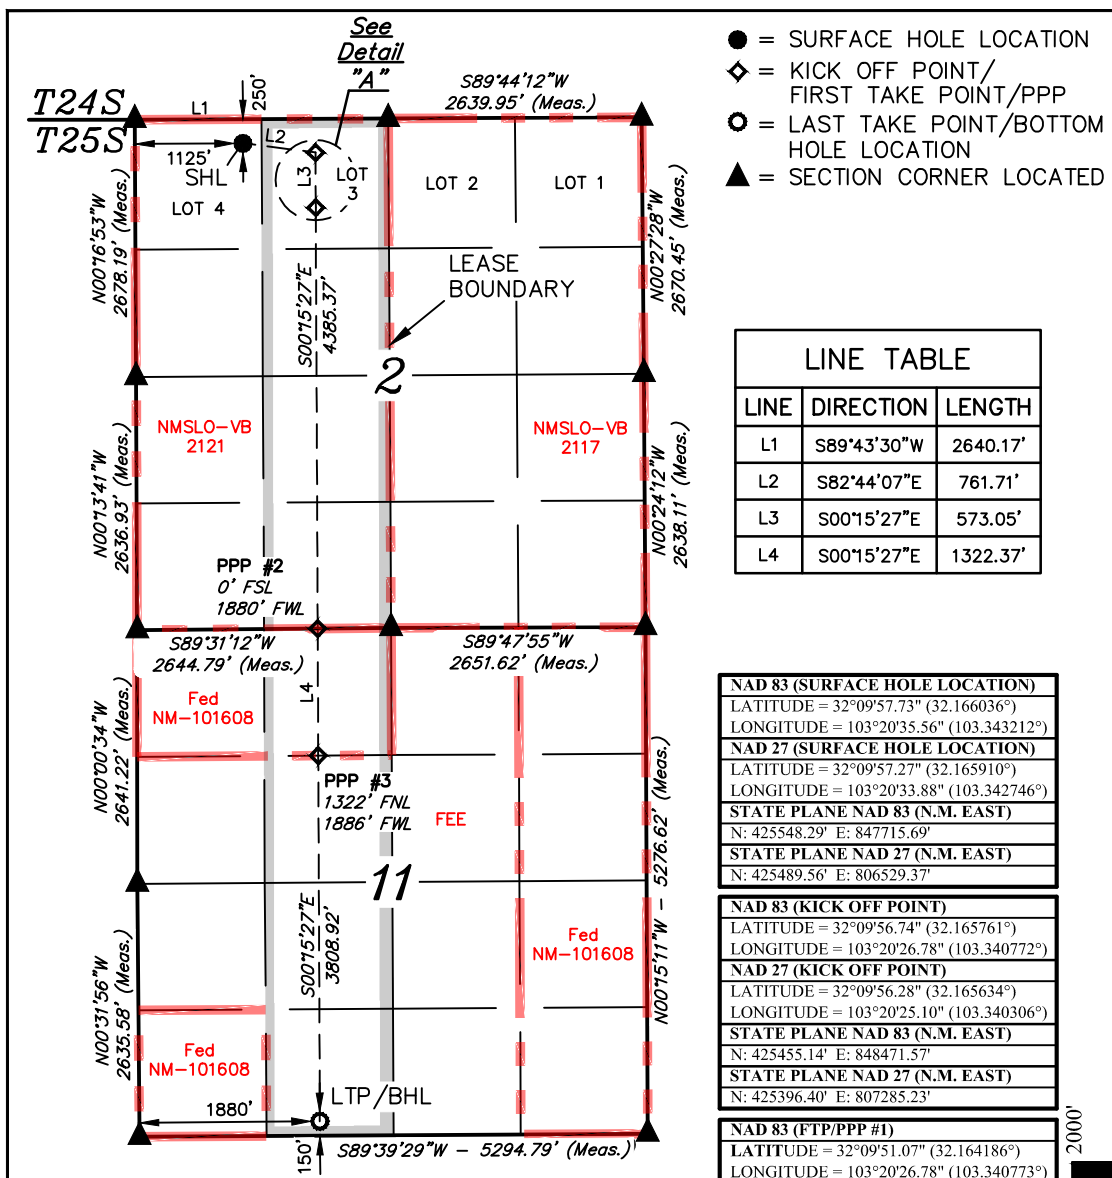 See
Detail
"A"
● = SURFACE HOLE LOCATION
= KICK OFF POINT/
FIRST TAKE POINT/PPP
= LAST TAKE POINT/BOTTOM
HOLE LOCATION
▲ = SECTION CORNER LOCATED
T24S
T25S
L1
250'
S89°44'12"W
2639.95' (Meas.)
1125'
SHL
L2
L3
LOT
3
LOT 4
LOT 2
LOT 1
N00°16'53"W
2678.19' (Meas.)
N00°27'28"W
2670.45' (Meas.)
LEASE
BOUNDARY
S00°15'27"E
4385.37'
2
NMSLO-VB
2121
NMSLO-VB
2117
N00°13'41"W
2636.93' (Meas.)
N00°24'12"W
2638.11' (Meas.)
PPP #2
0' FSL
1880' FWL
S89°31'12"W
2644.79' (Meas.)
S89°47'55"W
2651.62' (Meas.)
Fed
NM-101608
L4
N00°00'34"W
2641.22' (Meas.)
PPP #3
1322' FNL
1886' FWL
FEE
11
N00°15'11"W - 5276.62' (Meas.)
S00°15'27"E
3808.92'
Fed
NM-101608
N00°31'56"W
2635.58' (Meas.)
Fed
NM-101608
1880'
LTP/BHL
150'
S89°39'29"W - 5294.79' (Meas.)
LINE TABLE
LINE DIRECTION LENGTH
L1 S89°43'30"W 2640.17'
L2 S82°44'07"E 761.71'
L3 S00°15'27"E 573.05'
L4 S00°15'27"E 1322.37'
NAD 83 (SURFACE HOLE LOCATION)
LATITUDE = 32°09'57.73" (32.166036°)
LONGITUDE = 103°20'35.56" (103.343212°)
NAD 27 (SURFACE HOLE LOCATION)
LATITUDE = 32°09'57.27" (32.165910°)
LONGITUDE = 103°20'33.88" (103.342746°)
STATE PLANE NAD 83 (N.M. EAST)
N: 425548.29' E: 847715.69'
STATE PLANE NAD 27 (N.M. EAST)
N: 425489.56' E: 806529.37'
NAD 83 (KICK OFF POINT)
LATITUDE = 32°09'56.74" (32.165761°)
LONGITUDE = 103°20'26.78" (103.340772°)
NAD 27 (KICK OFF POINT)
LATITUDE = 32°09'56.28" (32.165634°)
LONGITUDE = 103°20'25.10" (103.340306°)
STATE PLANE NAD 83 (N.M. EAST)
N: 425455.14' E: 848471.57'
STATE PLANE NAD 27 (N.M. EAST)
N: 425396.40' E: 807285.23'
NAD 83 (FTP/PPP #1)
LATITUDE = 32°09'51.07" (32.164186°)
LONGITUDE = 103°20'26.78" (103.340773°)
2000'